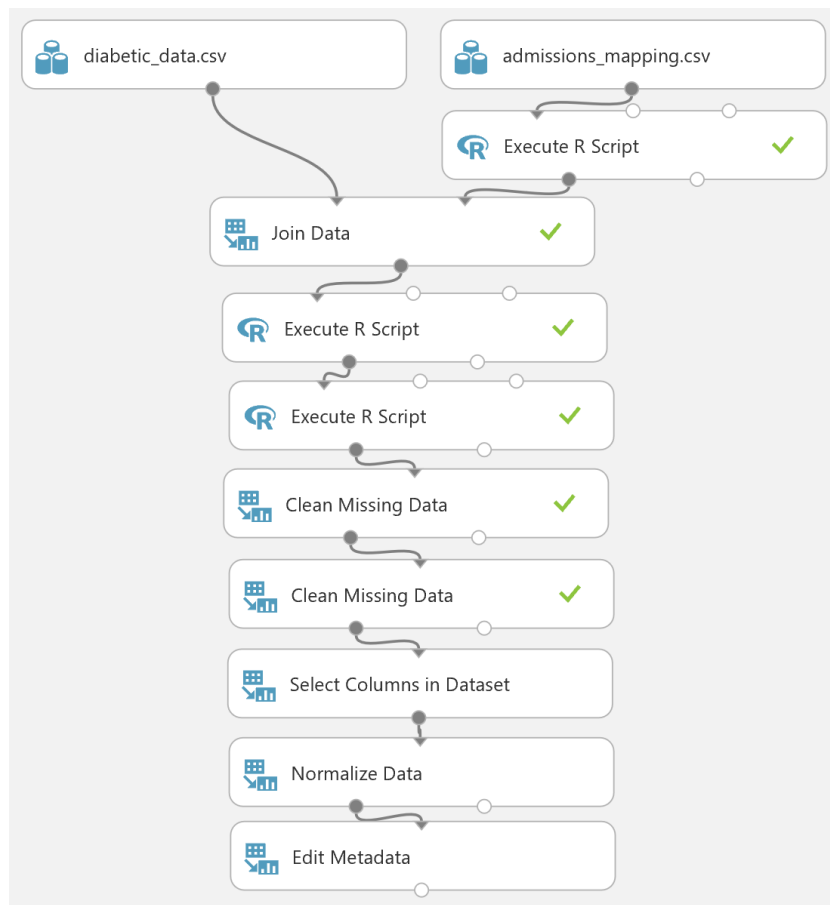 diabetic_data.csv
admissions_mapping.csv
Execute R Script
Join Data
Execute R Script
Execute R Script
Clean Missing Data
Clean Missing Data
Select Columns in Dataset
Normalize Data
Edit Metadata